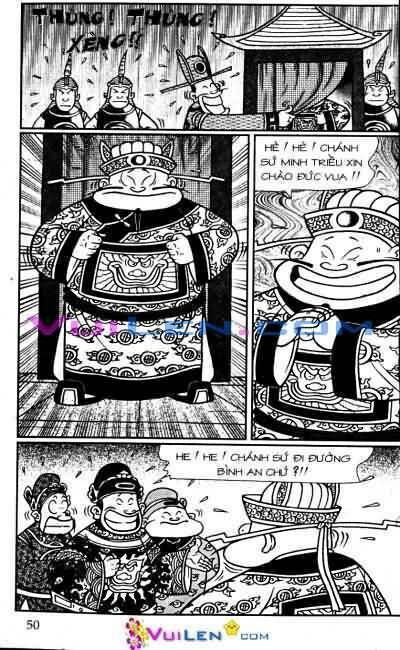 THÙNG! THÙNG!
XÈNG!!
HÈ! HÈ! CHÁNH
SỨ MINH TRIỀU XIN
CHÀO ĐỨC VUA!!
VUILEN.COM
HE! HE! CHÁNH SỨ ĐI ĐƯỜNG
BÌNH AN CHỨ?!!
50
VUILEN.COM